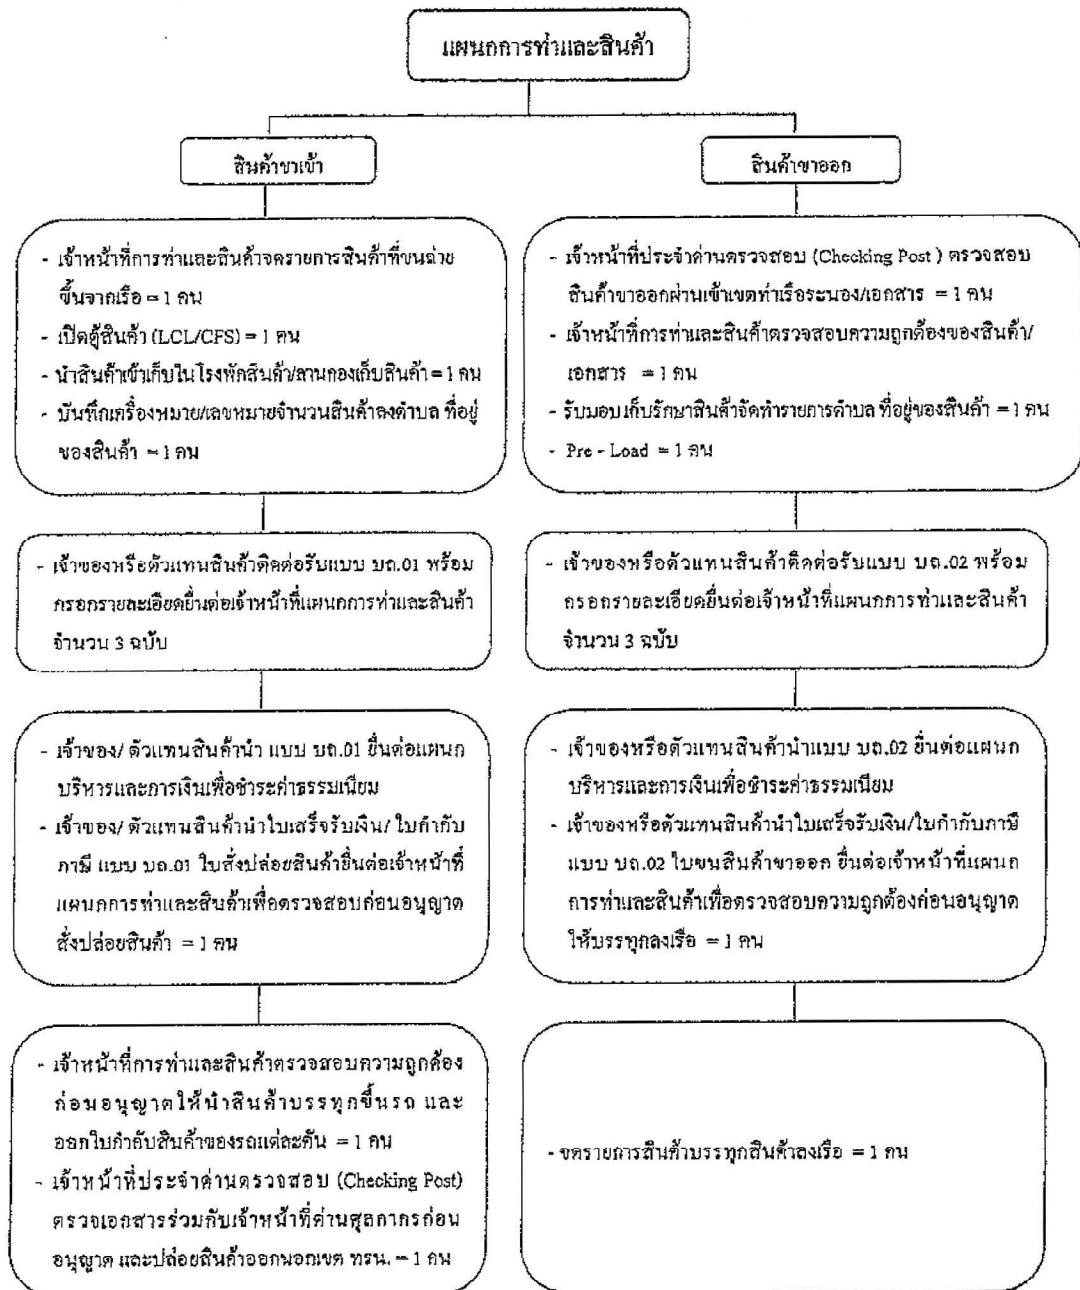 แผนกการท่าและสินค้า
สินค้าขาเข้า
- เจ้าหน้าที่การท่าและสินค้าจดรายการสินค้าที่ขนถ่าย
ขึ้นจากเรือ = 1 คน
- เปิดตู้สินค้า (LCL/CFS) = 1 คน
- นำสินค้าเข้าเก็บในโรงพักสินค้า/ลานกองเก็บสินค้า = 1 คน
- บันทึกเครื่องหมาย/เลขหมายจำนวนสินค้าลงตำบล ที่อยู่
ของสินค้า = 1 คน
- เจ้าของหรือตัวแทนสินค้าติดต่อรับแบบ บถ.01 พร้อม
กรอกรายละเอียดยื่นต่อเจ้าหน้าที่แผนกการท่าและสินค้า
จำนวน 3 ฉบับ
- เจ้าของ/ ตัวแทนสินค้านำ แบบ บถ.01 ยื่นต่อแผนก
บริหารและการเงินเพื่อชำระค่าธรรมเนียม
- เจ้าของ/ ตัวแทนสินค้านำใบเสร็จรับเงิน/ ใบกำกับ
ภาษี แบบ บถ.01 ใบสั่งปล่อยสินค้ายื่นต่อเจ้าหน้าที่
แผนกการท่าและสินค้าเพื่อตรวจสอบก่อนอนุญาต
สั่งปล่อยสินค้า = 1 คน
- เจ้าหน้าที่การท่าและสินค้าตรวจสอบความถูกต้อง
ก่อนอนุญาตให้นำสินค้าบรรทุกขึ้นรถ และ
ออกใบกำกับสินค้าของรถแต่ละคัน = 1 คน
- เจ้าหน้าที่ประจำด่านตรวจสอบ (Checking Post)
ตรวจเอกสารร่วมกับเจ้าหน้าที่ด่านศุลกากรก่อน
อนุญาต และปล่อยสินค้าออกนอกเขต ทรน. = 1 คน
สินค้าขาออก
- เจ้าหน้าที่ประจำด่านตรวจสอบ (Checking Post ) ตรวจสอบ
สินค้าขาออกผ่านเข้าเขตท่าเรือระนอง/เอกสาร = 1 คน
- เจ้าหน้าที่การท่าและสินค้าตรวจสอบความถูกต้องของสินค้า/
เอกสาร = 1 คน
- รับมอบเก็บรักษาสินค้าจัดทำรายการตำบล ที่อยู่ของสินค้า = 1 คน
- Pre - Load = 1 คน
- เจ้าของหรือตัวแทนสินค้าติดต่อรับแบบ บถ.02 พร้อม
กรอกรายละเอียดยื่นต่อเจ้าหน้าที่แผนกการท่าและสินค้า
จำนวน 3 ฉบับ
- เจ้าของหรือตัวแทนสินค้านำแบบ บถ.02 ยื่นต่อแผนก
บริหารและการเงินเพื่อชำระค่าธรรมเนียม
- เจ้าของหรือตัวแทนสินค้านำใบเสร็จรับเงิน/ใบกำกับภาษี
แบบ บถ.02 ใบขนสินค้าขาออก ยื่นต่อเจ้าหน้าที่แผนก
การท่าและสินค้าเพื่อตรวจสอบความถูกต้องก่อนอนุญาต
ให้บรรทุกลงเรือ = 1 คน
- จดรายการสินค้าบรรทุกสินค้าลงเรือ = 1 คน